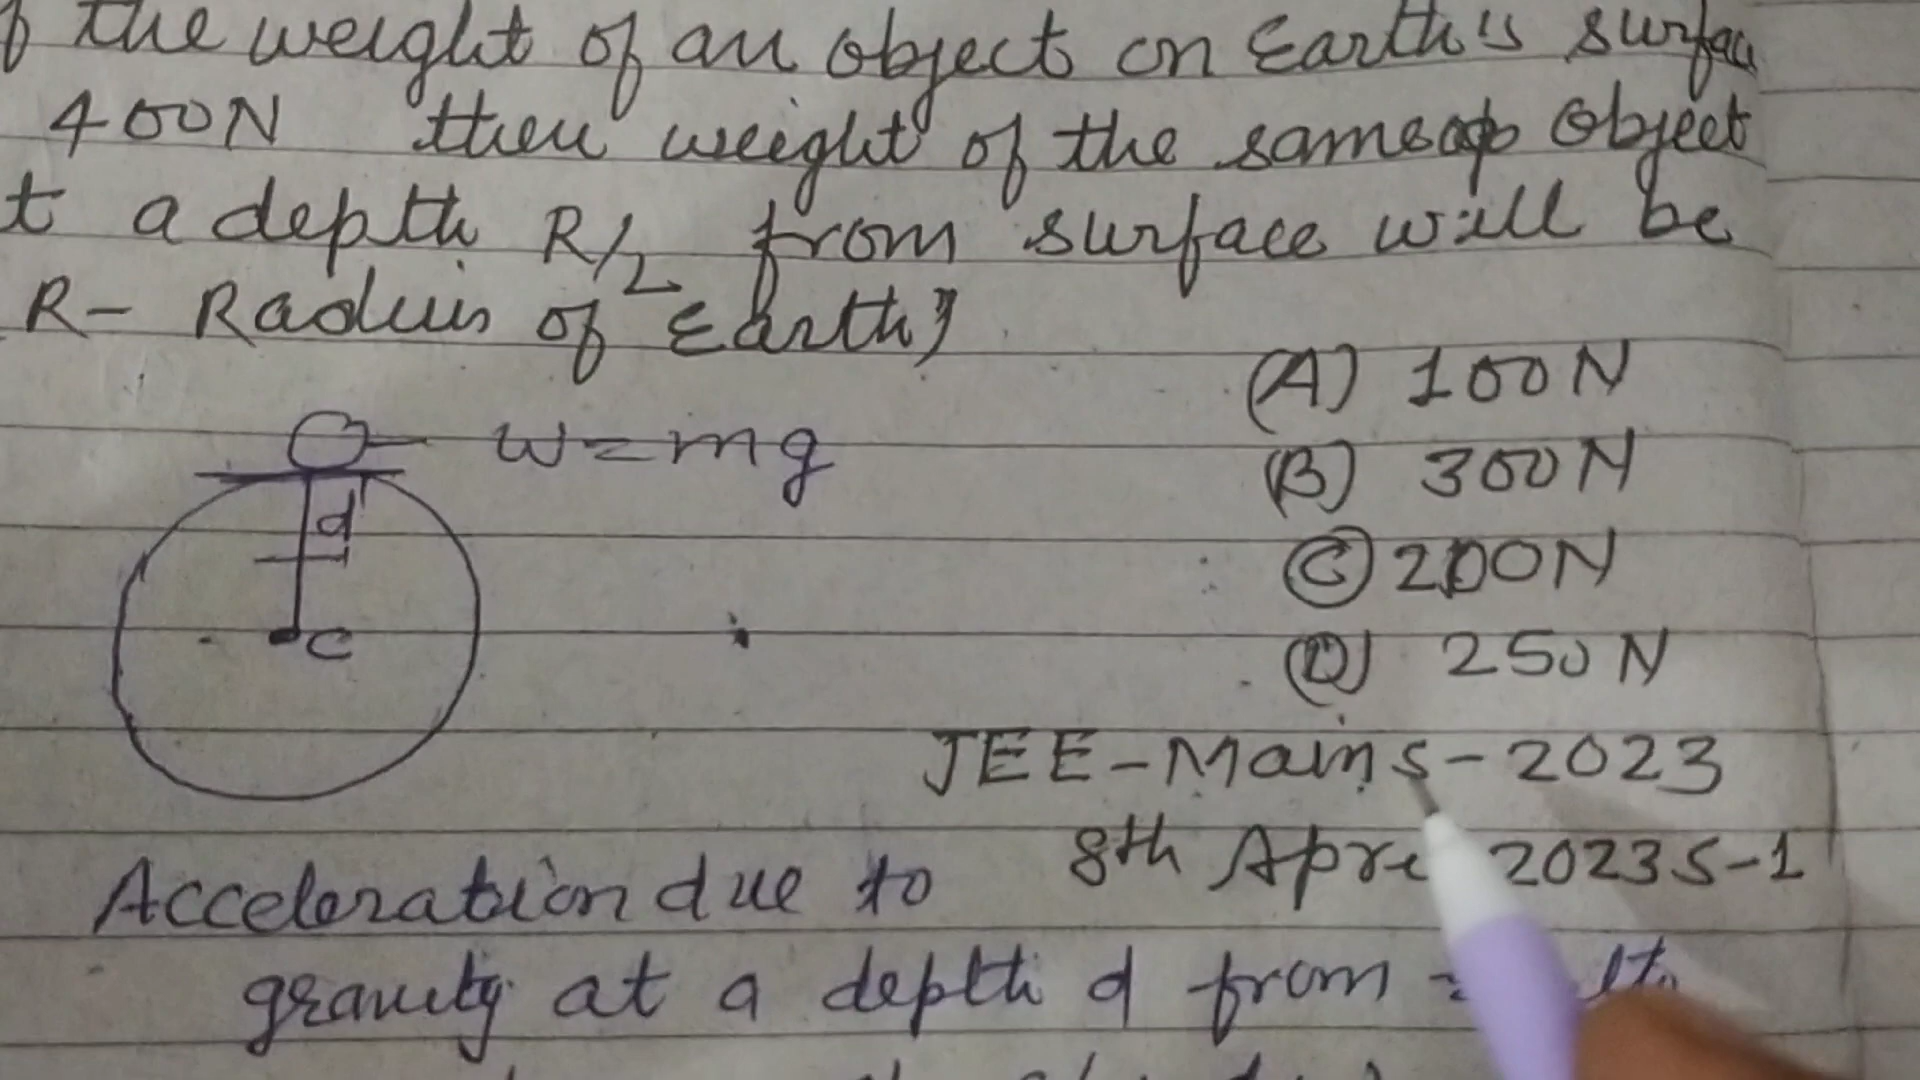 the weight of an object on Earth's surface
400N then weight of the same object
t a depth R/2 from surface will be
R - Radius of Earth)
(A) 100N
w=mg
(B) 300N
d
(C) 200N
C
(D) 250N
JEE-Mains-2023
8th Apre 2023 S-1
Acceleration due to
gravity at a depth d from